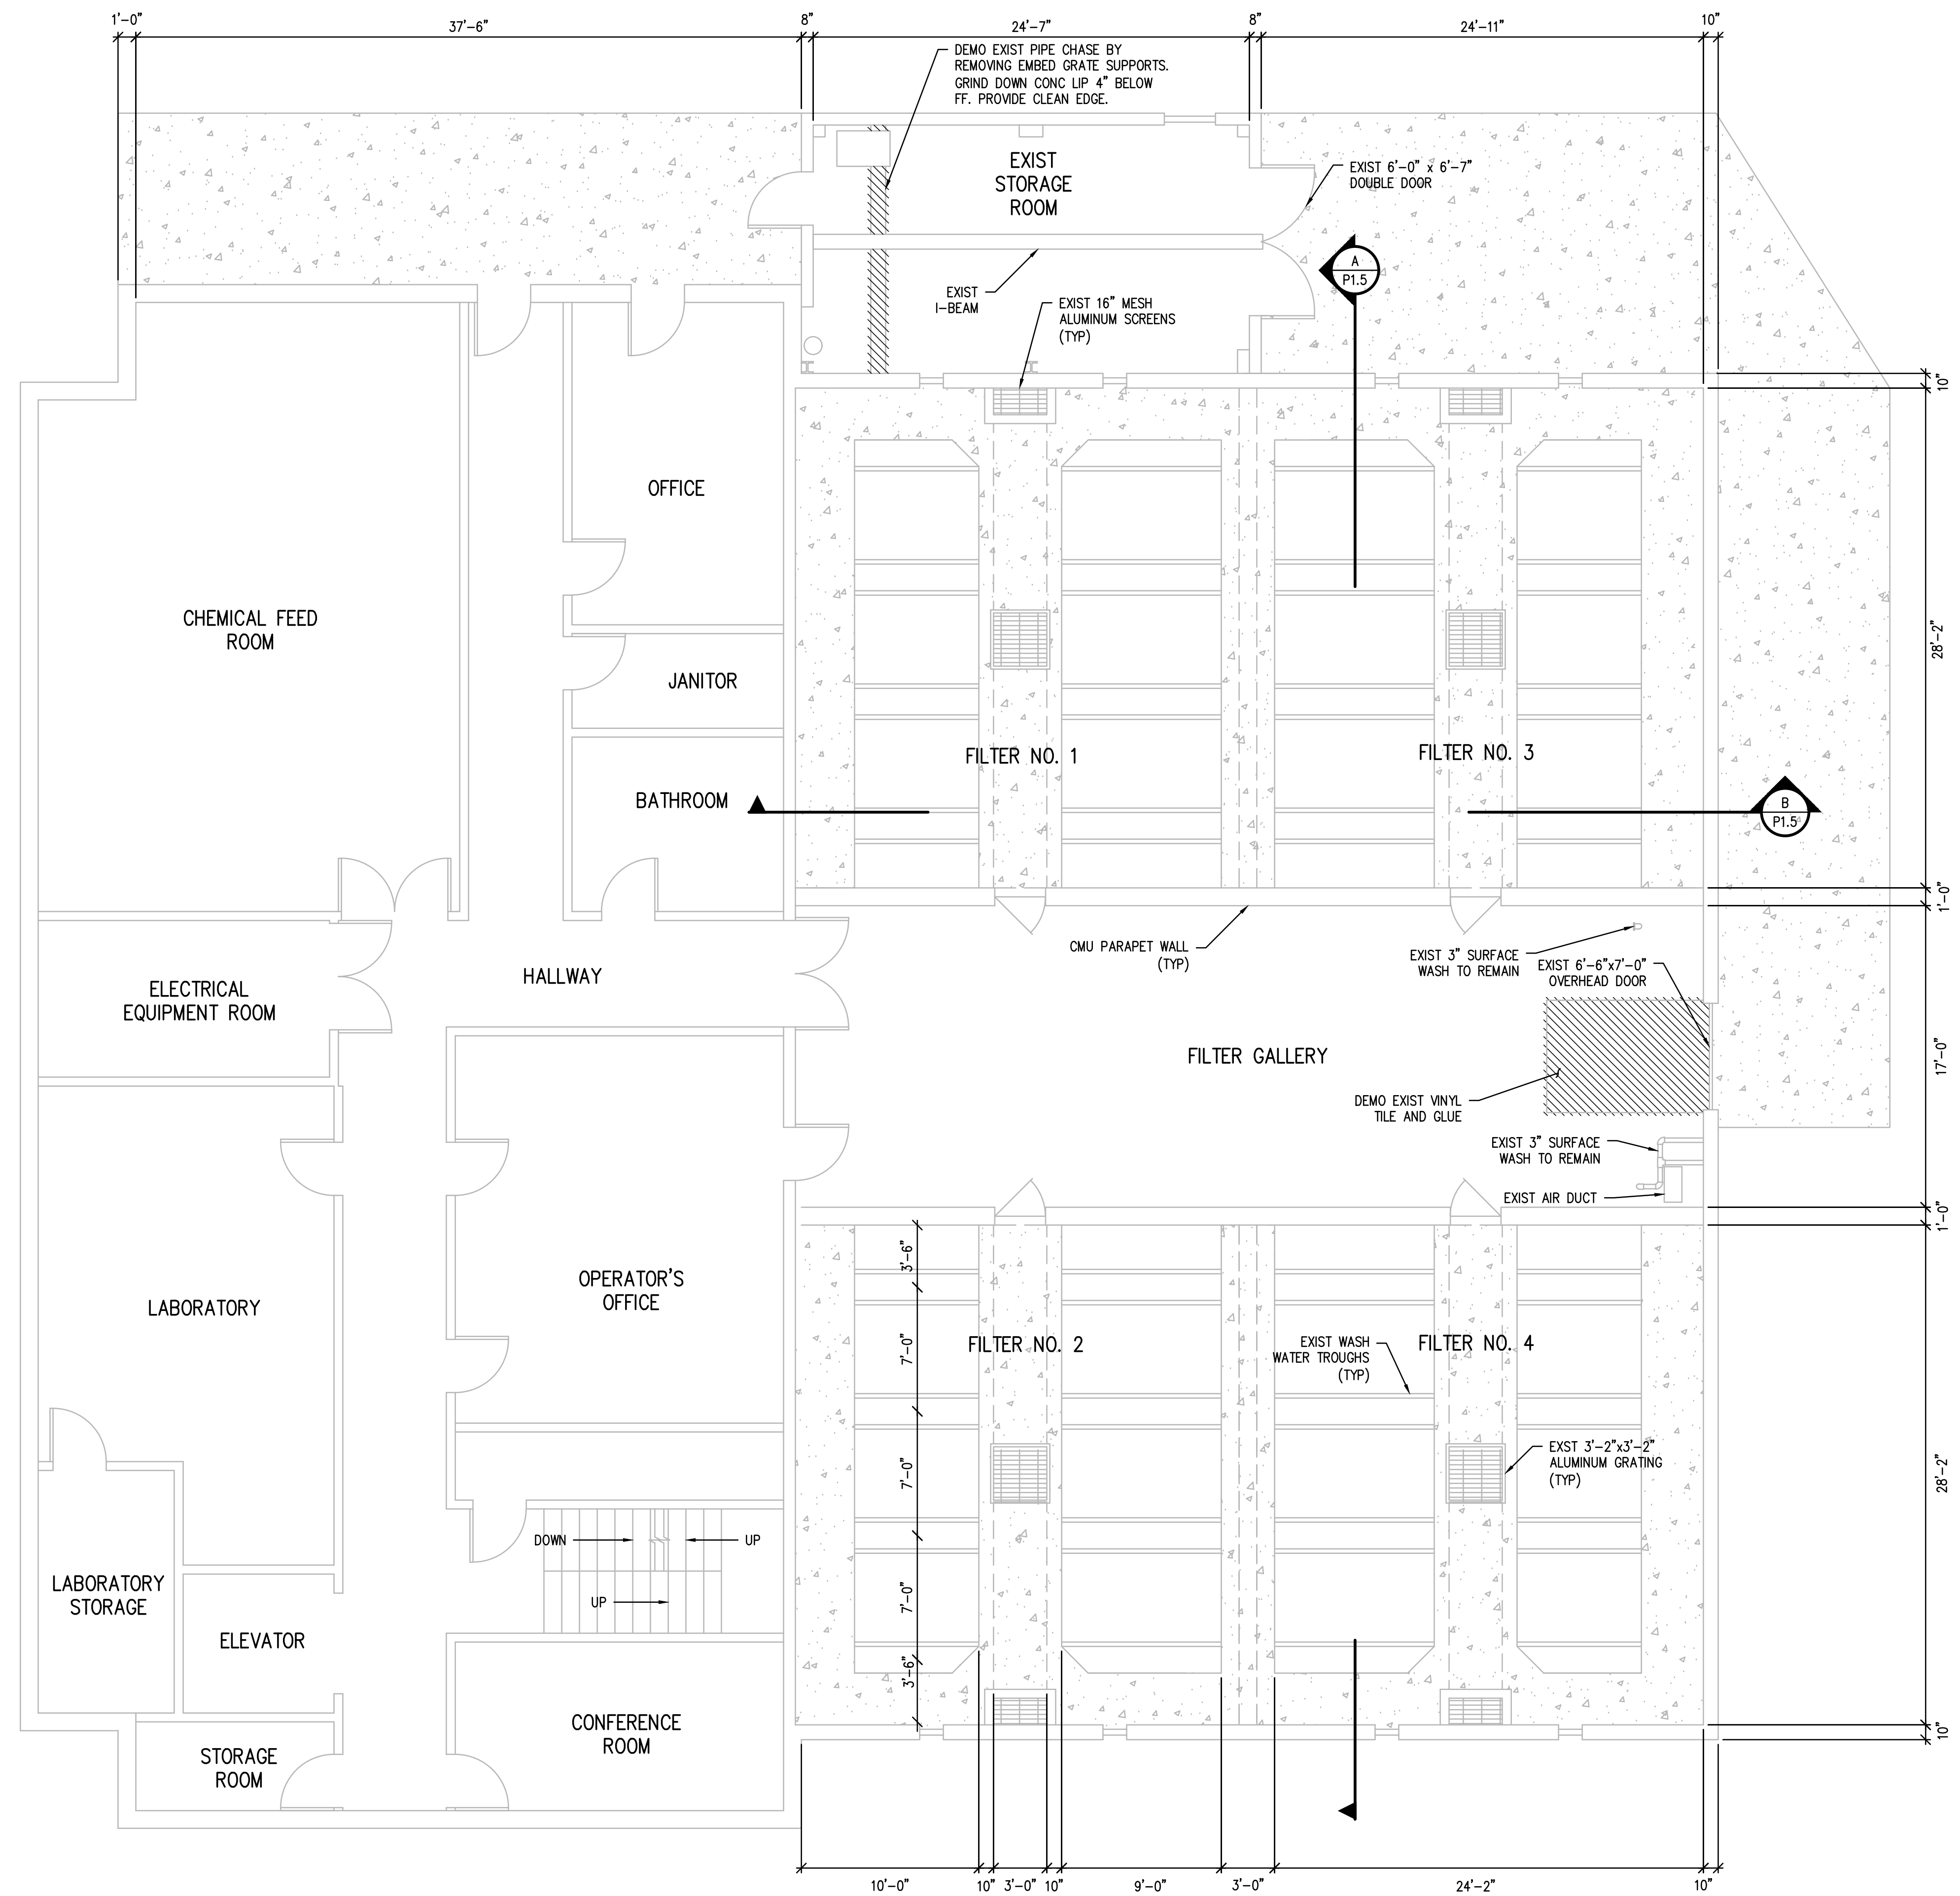 1'-0"
37'-6"
8"
24'-7"
8"
24'-11"
10"
DEMO EXIST PIPE CHASE BY
REMOVING EMBED GRATE SUPPORTS.
GRIND DOWN CONC LIP 4" BELOW
FF. PROVIDE CLEAN EDGE.
EXIST
STORAGE
ROOM
EXIST 6'-0" x 6'-7"
DOUBLE DOOR
A
P1.5
EXIST
I-BEAM
EXIST 16" MESH
ALUMINUM SCREENS
(TYP)
10"
OFFICE
CHEMICAL FEED
ROOM
28'-2"
JANITOR
FILTER NO. 1
FILTER NO. 3
BATHROOM
B
P1.5
1'-0"
CMU PARAPET WALL
(TYP)
EXIST 3" SURFACE
WASH TO REMAIN
EXIST 6'-6"x7'-0"
OVERHEAD DOOR
HALLWAY
ELECTRICAL
EQUIPMENT ROOM
FILTER GALLERY
17'-0"
DEMO EXIST VINYL
TILE AND GLUE
EXIST 3" SURFACE
WASH TO REMAIN
EXIST AIR DUCT
1'-0"
3'-6"
OPERATOR'S
OFFICE
LABORATORY
7'-0"
FILTER NO. 2
EXIST WASH
WATER TROUGHS
(TYP)
FILTER NO. 4
7'-0"
EXST 3'-2"x3'-2"
ALUMINUM GRATING
(TYP)
28'-2"
DOWN
UP
UP
LABORATORY
STORAGE
7'-0"
ELEVATOR
3'-6"
CONFERENCE
ROOM
STORAGE
ROOM
10"
10'-0"
10"
3'-0"
10"
9'-0"
3'-0"
24'-2"
10"